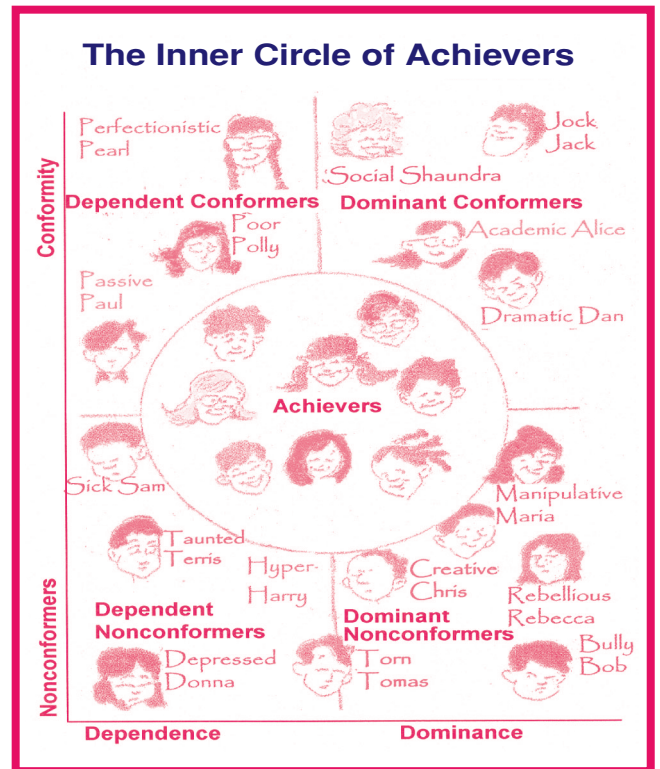 The Inner Circle of Achievers
Conformity
Nonconformers
Perfectionistic
Pearl
Jock
Jack
Social Shaundra
Dependent Conformers
Dominant Conformers
Poor
Polly
Academic Alice
Passive
Paul
Dramatic Dan
Achievers
Sick Sam
Manipulative
Maria
Taunted
Terris
Hyper-
Harry
Creative
Chris
Rebellious
Rebecca
Dependent
Nonconformers
Dominant
Nonconformers
Depressed
Donna
Torn
Tomas
Bully
Bob
Dependence
Dominance